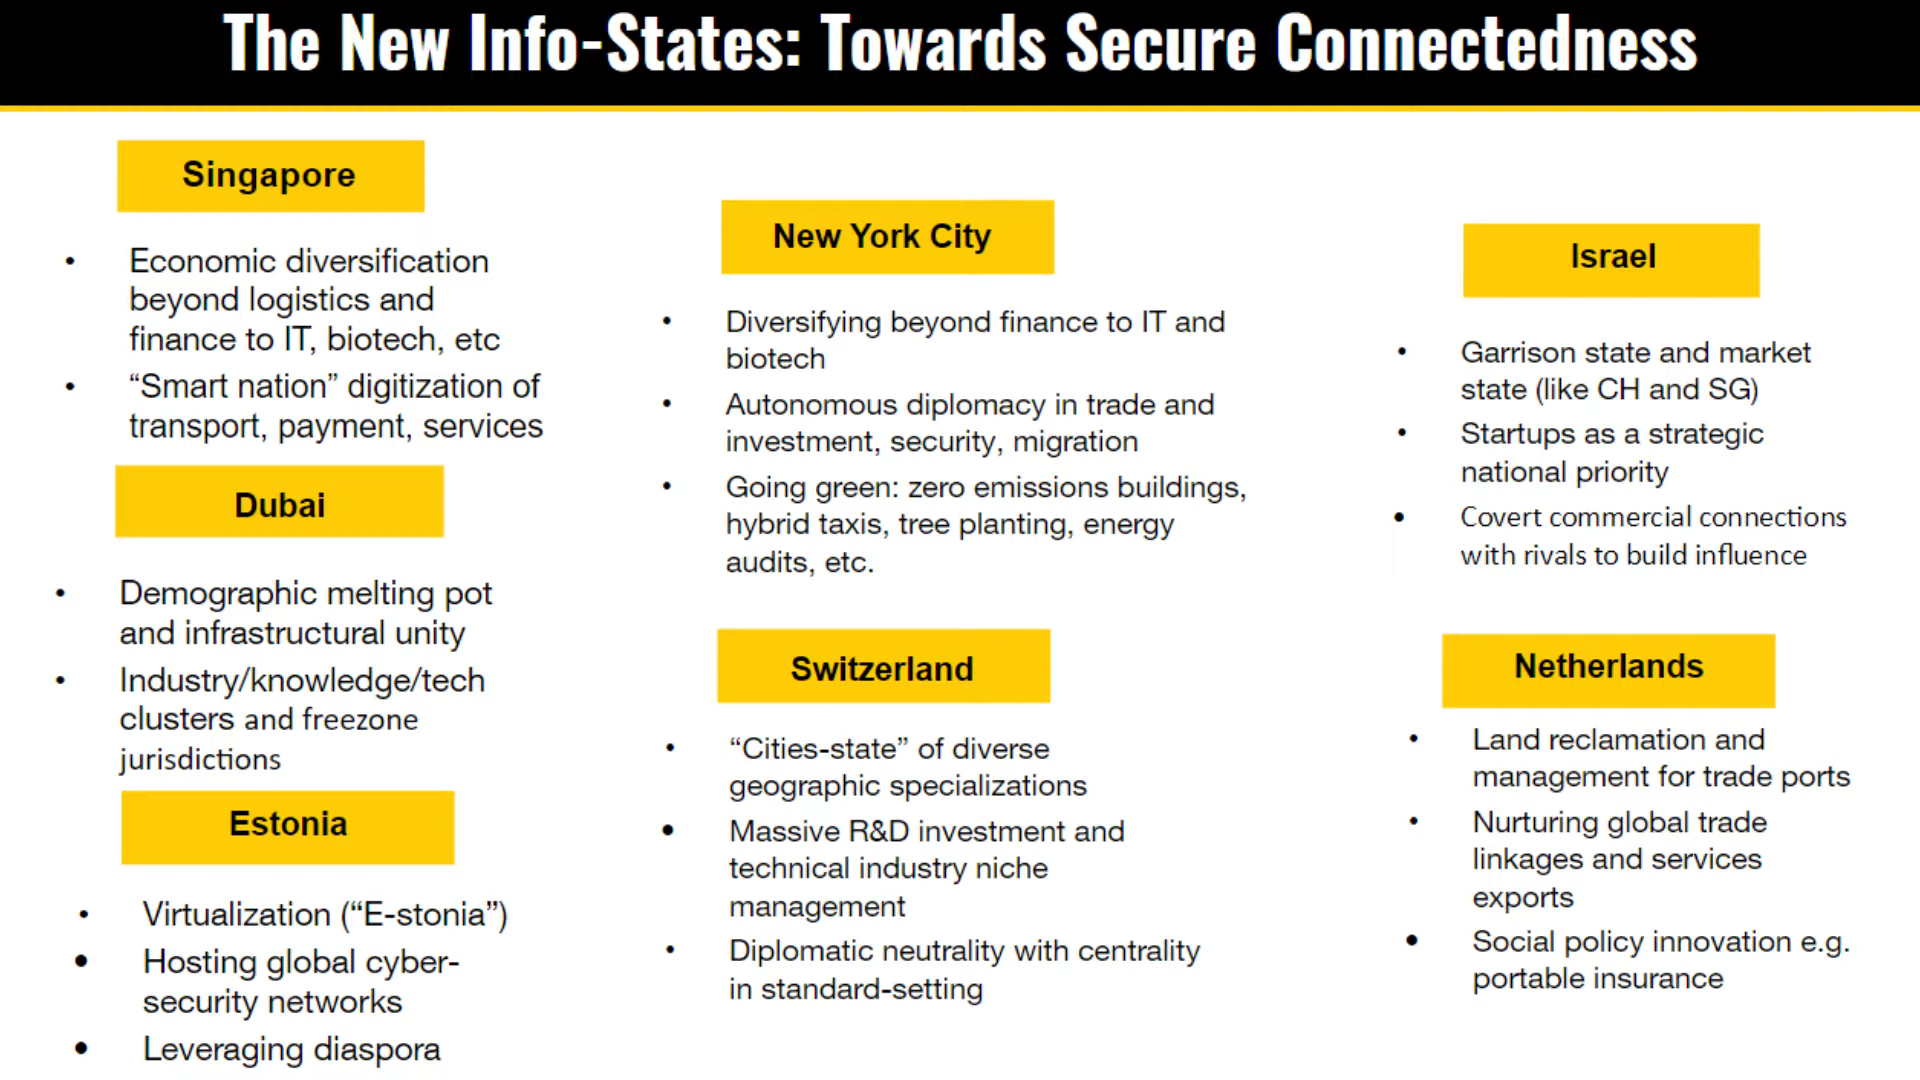 The New Info-States: Towards Secure Connectedness
Singapore
• Economic diversification
beyond logistics and
finance to IT, biotech, etc
• “Smart nation” digitization of
transport, payment, services
Dubai
• Demographic melting pot
and infrastructural unity
• Industry/knowledge/tech
clusters and freezone
jurisdictions
Estonia
• Virtualization (“E-stonia”)
• Hosting global cyber-
security networks
• Leveraging diaspora
New York City
• Diversifying beyond finance to IT and
biotech
• Autonomous diplomacy in trade and
investment, security, migration
• Going green: zero emissions buildings,
hybrid taxis, tree planting, energy
audits, etc.
Switzerland
• “Cities-state” of diverse
geographic specializations
• Massive R&D investment and
technical industry niche
management
• Diplomatic neutrality with centrality
in standard-setting
Israel
• Garrison state and market
state (like CH and SG)
• Startups as a strategic
national priority
• Covert commercial connections
with rivals to build influence
Netherlands
• Land reclamation and
management for trade ports
• Nurturing global trade
linkages and services
exports
• Social policy innovation e.g.
portable insurance